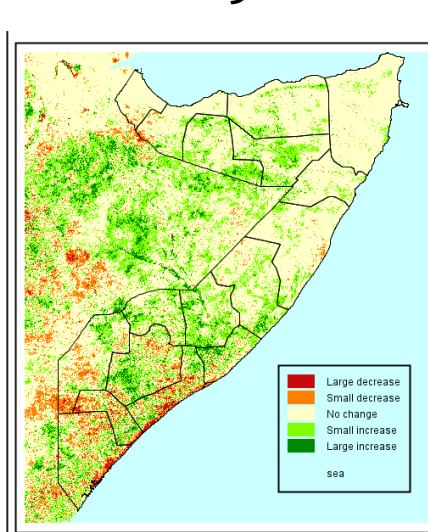 Large decrease
Small decrease
No change
Small increase
Large increase
sea